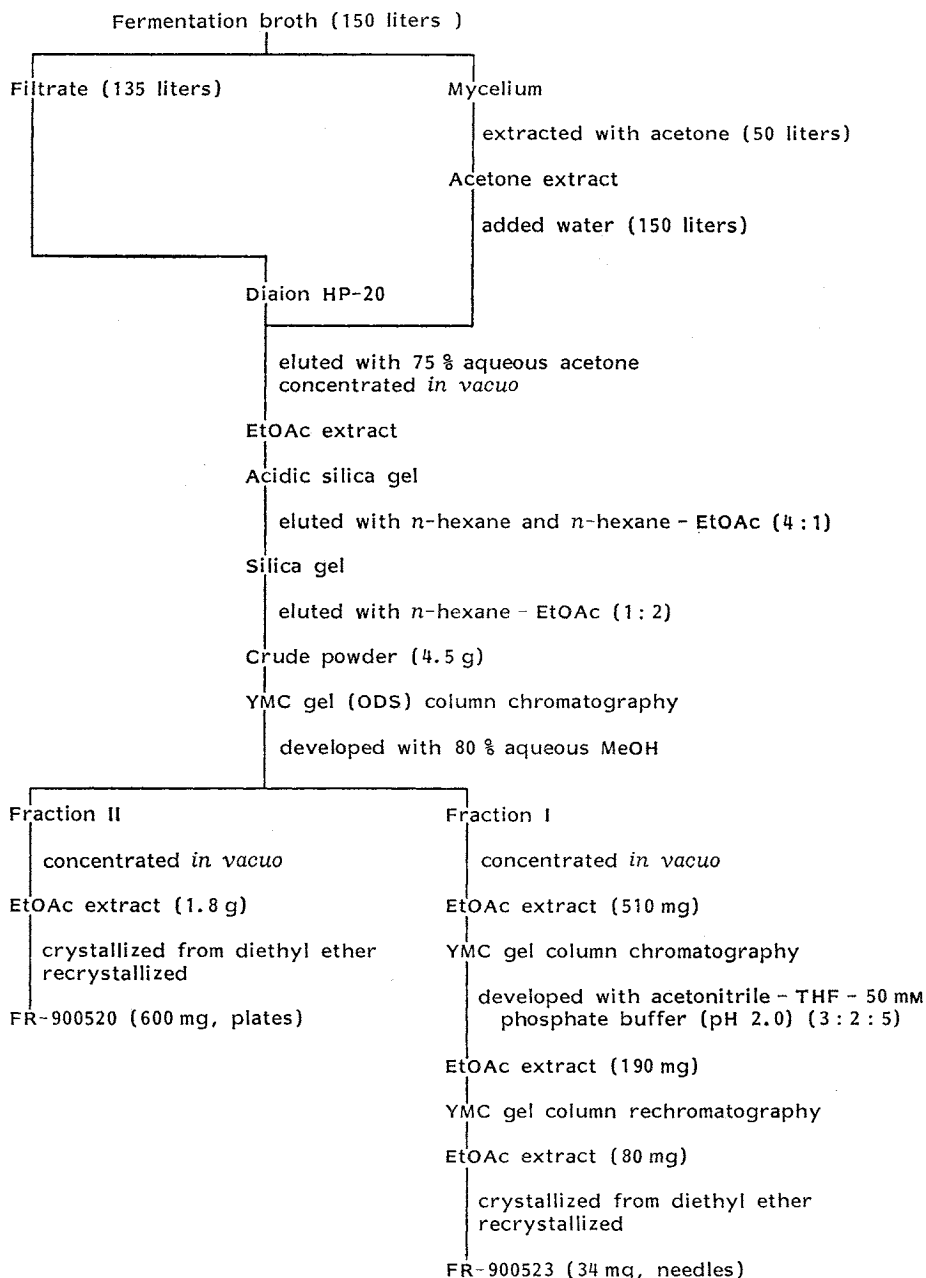 Fermentation broth (150 liters )
Filtrate (135 liters)
Mycelium
extracted with acetone (50 liters)
Acetone extract
added water (150 liters)
Diaion HP-20
eluted with 75 % aqueous acetone
concentrated in vacuo
EtOAc extract
Acidic silica gel
eluted with n-hexane and n-hexane - EtOAc (4 : 1)
Silica gel
eluted with n-hexane - EtOAc (1 : 2)
Crude powder (4.5 g)
YMC gel (ODS) column chromatography
developed with 80 % aqueous MeOH
Fraction II
concentrated in vacuo
EtOAc extract (1.8 g)
crystallized from diethyl ether
recrystallized
FR-900520 (600 mg, plates)
Fraction I
concentrated in vacuo
EtOAc extract (510 mg)
YMC gel column chromatography
developed with acetonitrile - THF - 50 mM
phosphate buffer (pH 2.0) (3 : 2 : 5)
EtOAc extract (190 mg)
YMC gel column rechromatography
EtOAc extract (80 mg)
crystallized from diethyl ether
recrystallized
FR-900523 (34 mg, needles)